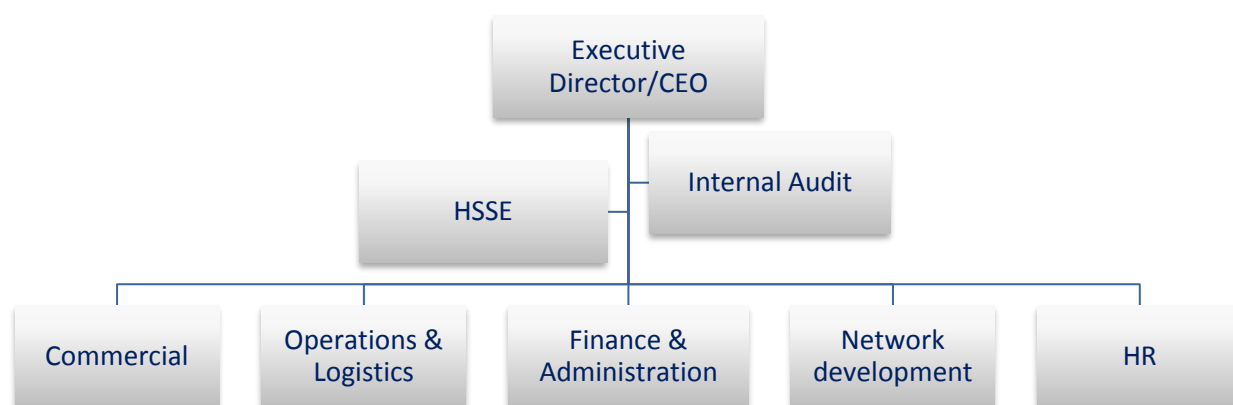 Executive
Director/CEO
Internal Audit
HSSE
Commercial
Operations &
Logistics
Finance &
Administration
Network
development
HR